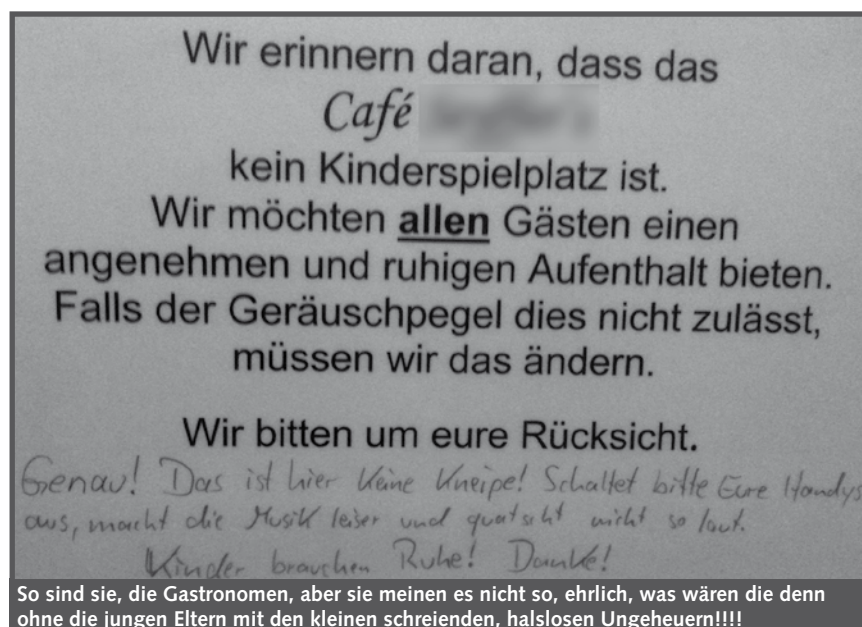 Wir erinnern daran, dass das
Café
kein Kinderspielplatz ist.
Wir möchten allen Gästen einen
angenehmen und ruhigen Aufenthalt bieten.
Falls der Geräuschpegel dies nicht zulässt,
müssen wir das ändern.
Wir bitten um eure Rücksicht.
Genau! Das ist hier keine Kneipe! Schaltet bitte Eure Handys
aus, macht die Musik leiser und quatscht nicht so laut.
Kinder brauchen Ruhe! Danke!
So sind sie, die Gastronomen, aber sie meinen es nicht so, ehrlich, was wären die denn
ohne die jungen Eltern mit den kleinen schreienden, halslosen Ungeheuern!!!!